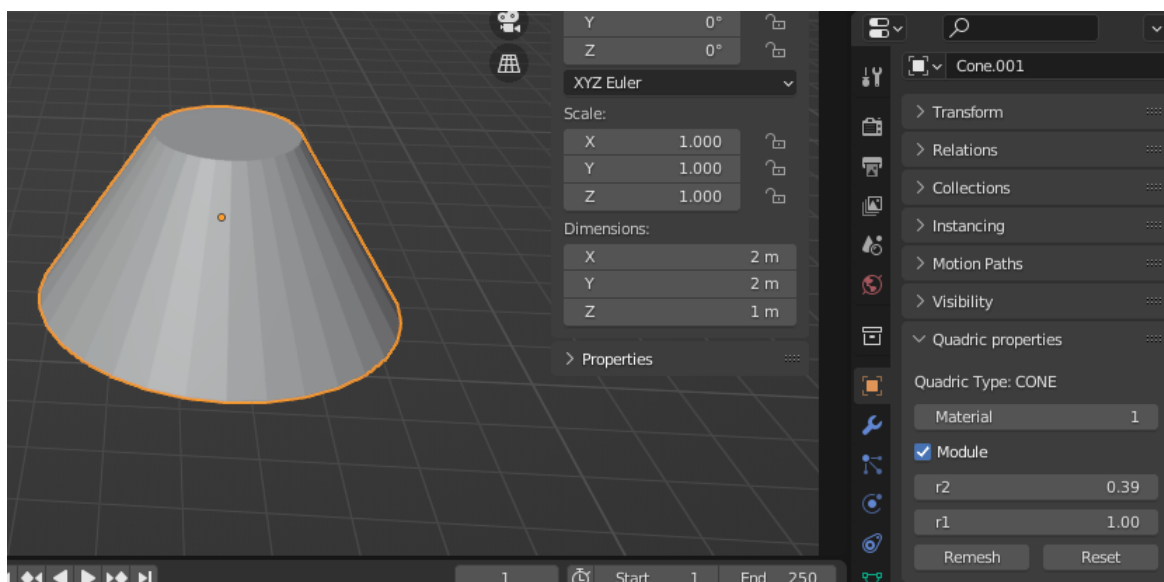 Y 0°
Z 0°
XYZ Euler
Scale:
X 1.000
Y 1.000
Z 1.000
Dimensions:
X 2 m
Y 2 m
Z 1 m
Properties
1
Start 1
End 250
Cone.001
Transform
Relations
Collections
Instancing
Motion Paths
Visibility
Quadric properties
Quadric Type: CONE
Material 1
Module
r2 0.39
r1 1.00
Remesh Reset